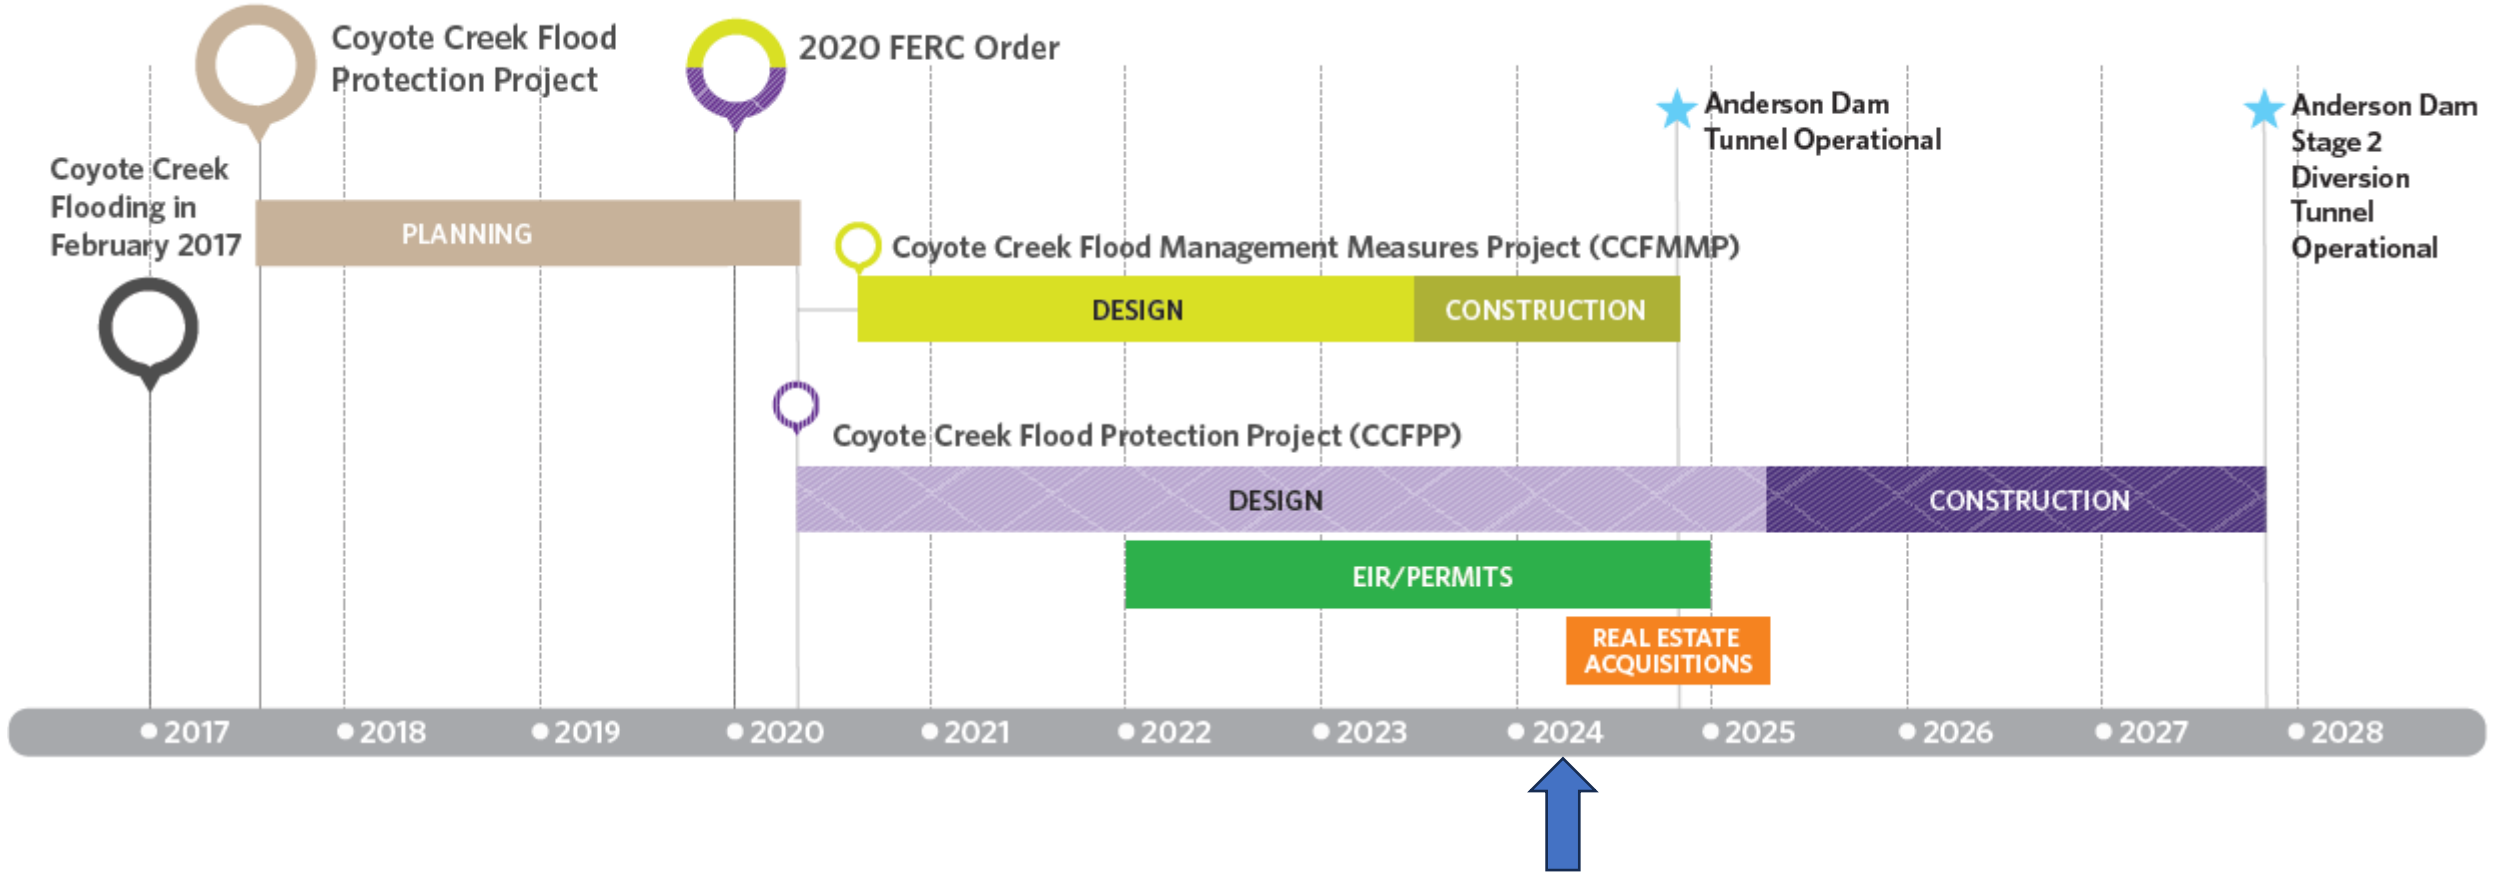 Coyote Creek Flood
Protection Project
2020 FERC Order
Anderson Dam
Tunnel Operational
Anderson Dam
Stage 2
Diversion
Tunnel
Operational
Coyote Creek
Flooding in
February 2017
PLANNING
Coyote Creek Flood Management Measures Project (CCFMMP)
DESIGN
CONSTRUCTION
Coyote Creek Flood Protection Project (CCFPP)
DESIGN
CONSTRUCTION
EIR/PERMITS
REAL ESTATE
ACQUISITIONS
2017 2018 2019 2020 2021 2022 2023 2024 2025 2026 2027 2028